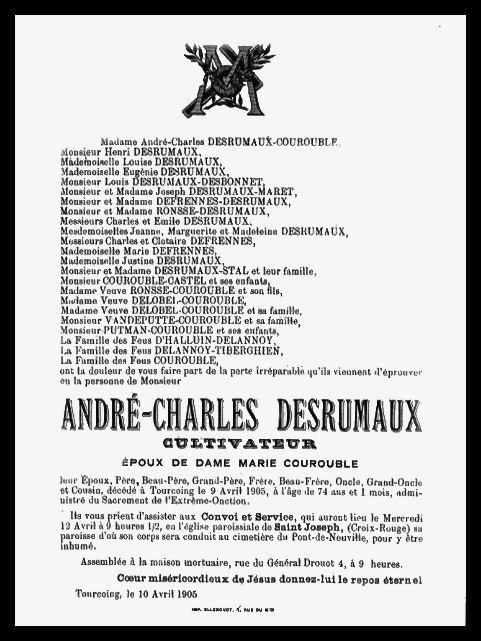 Madame André-Charles DESRUMAUX-COUROUBLE,
Monsieur Henri DESRUMAUX,
Mademoiselle Louise DESRUMAUX,
Mademoiselle Eugénie DESRUMAUX,
Monsieur Louis DESRUMAUX-DESBONNET,
Monsieur et Madame Joseph DESRUMAUX-MARET,
Monsieur et Madame DEFRENNES-DESRUMAUX,
Monsieur et Madame RONSSE-DESRUMAUX,
Messieurs Charles et Emile DESRUMAUX,
Mesdemoiselles Jeanne, Marguerite et Madeleine DESRUMAUX,
Messieurs Charles et Clotaire DEFRENNES,
Mademoiselle Marie DEFRENNES,
Mademoiselle Justine DESRUMAUX,
Monsieur et Madame DESRUMAUX-STAL et leur famille,
Monsieur COUROUBLE-CASTEL et ses enfants,
Madame Veuve RONSSE-COUROUBLE et son fils,
Madame Veuve DELOBEL-COUROUBLE,
Madame Veuve DELOBEL-COUROUBLE et sa famille,
Monsieur VANDEPUTTE-COUROUBLE et sa famille,
Monsieur PUTMAN-COUROUBLE et ses enfants,
La Famille des Feus D'HALLUIN-DELANNOY,
La Famille des Feus DELANNOY-TIBERGHIEN,
La Famille des Feus COUROUBLE,
ont la douleur de vous faire part de la perte irréparable qu'ils viennent d'éprouver
en la personne de Monsieur
ANDRÉ-CHARLES DESRUMAUX
CULTIVATEUR
ÉPOUX DE DAME MARIE COUROUBLE
leur Époux, Père, Beau-Père, Grand-Père, Frère, Beau-Frère, Oncle, Grand-Oncle
et Cousin, décédé à Tourcoing le 9 Avril 1905, à l'âge de 74 ans et 1 mois, admi-
nistré du Sacrement de l'Extrême-Onction.
Ils vous prient d'assister aux Convoi et Service, qui auront lieu le Mercredi
12 Avril à 9 heures 1/2, en l'église paroissiale de Saint Joseph, (Croix-Rouge) sa
paroisse d'où son corps sera conduit au cimetière du Pont-de-Neuville, pour y être
inhumé.
Assemblée à la maison mortuaire, rue du Général Drouot 4, à 9 heures.
Cœur miséricordieux de Jésus donnez-lui le repos éternel
Tourcoing, le 10 Avril 1905
IMP. RUE DU